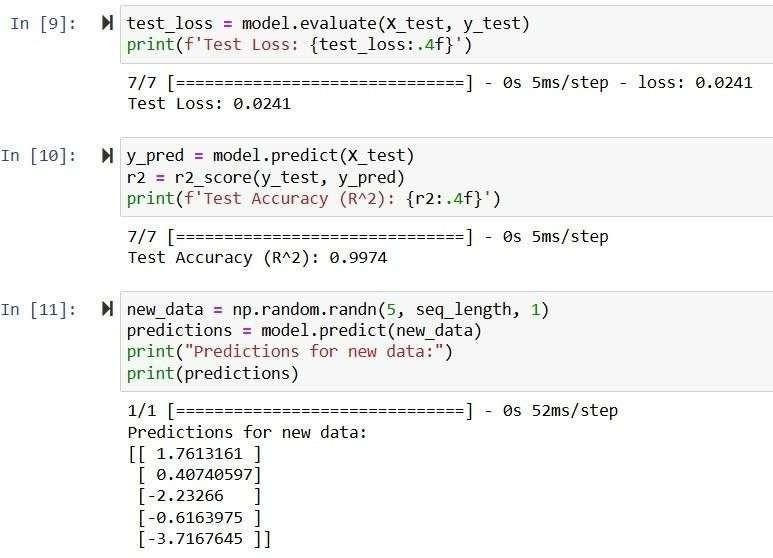 In [9]: test_loss = model.evaluate(X_test, y_test)
print(f'Test Loss: {test_loss:.4f}')
7/7 [==============================] - 0s 5ms/step - loss: 0.0241
Test Loss: 0.0241
In [10]: y_pred = model.predict(X_test)
r2 = r2_score(y_test, y_pred)
print(f'Test Accuracy (R^2): {r2:.4f}')
7/7 [==============================] - 0s 5ms/step
Test Accuracy (R^2): 0.9974
In [11]: new_data = np.random.randn(5, seq_length, 1)
predictions = model.predict(new_data)
print("Predictions for new data:")
print(predictions)
1/1 [==============================] - 0s 52ms/step
Predictions for new data:
[[ 1.7613161 ]
 [ 0.40740597]
 [-2.23266   ]
 [-0.6163975 ]
 [-3.7167645 ]]